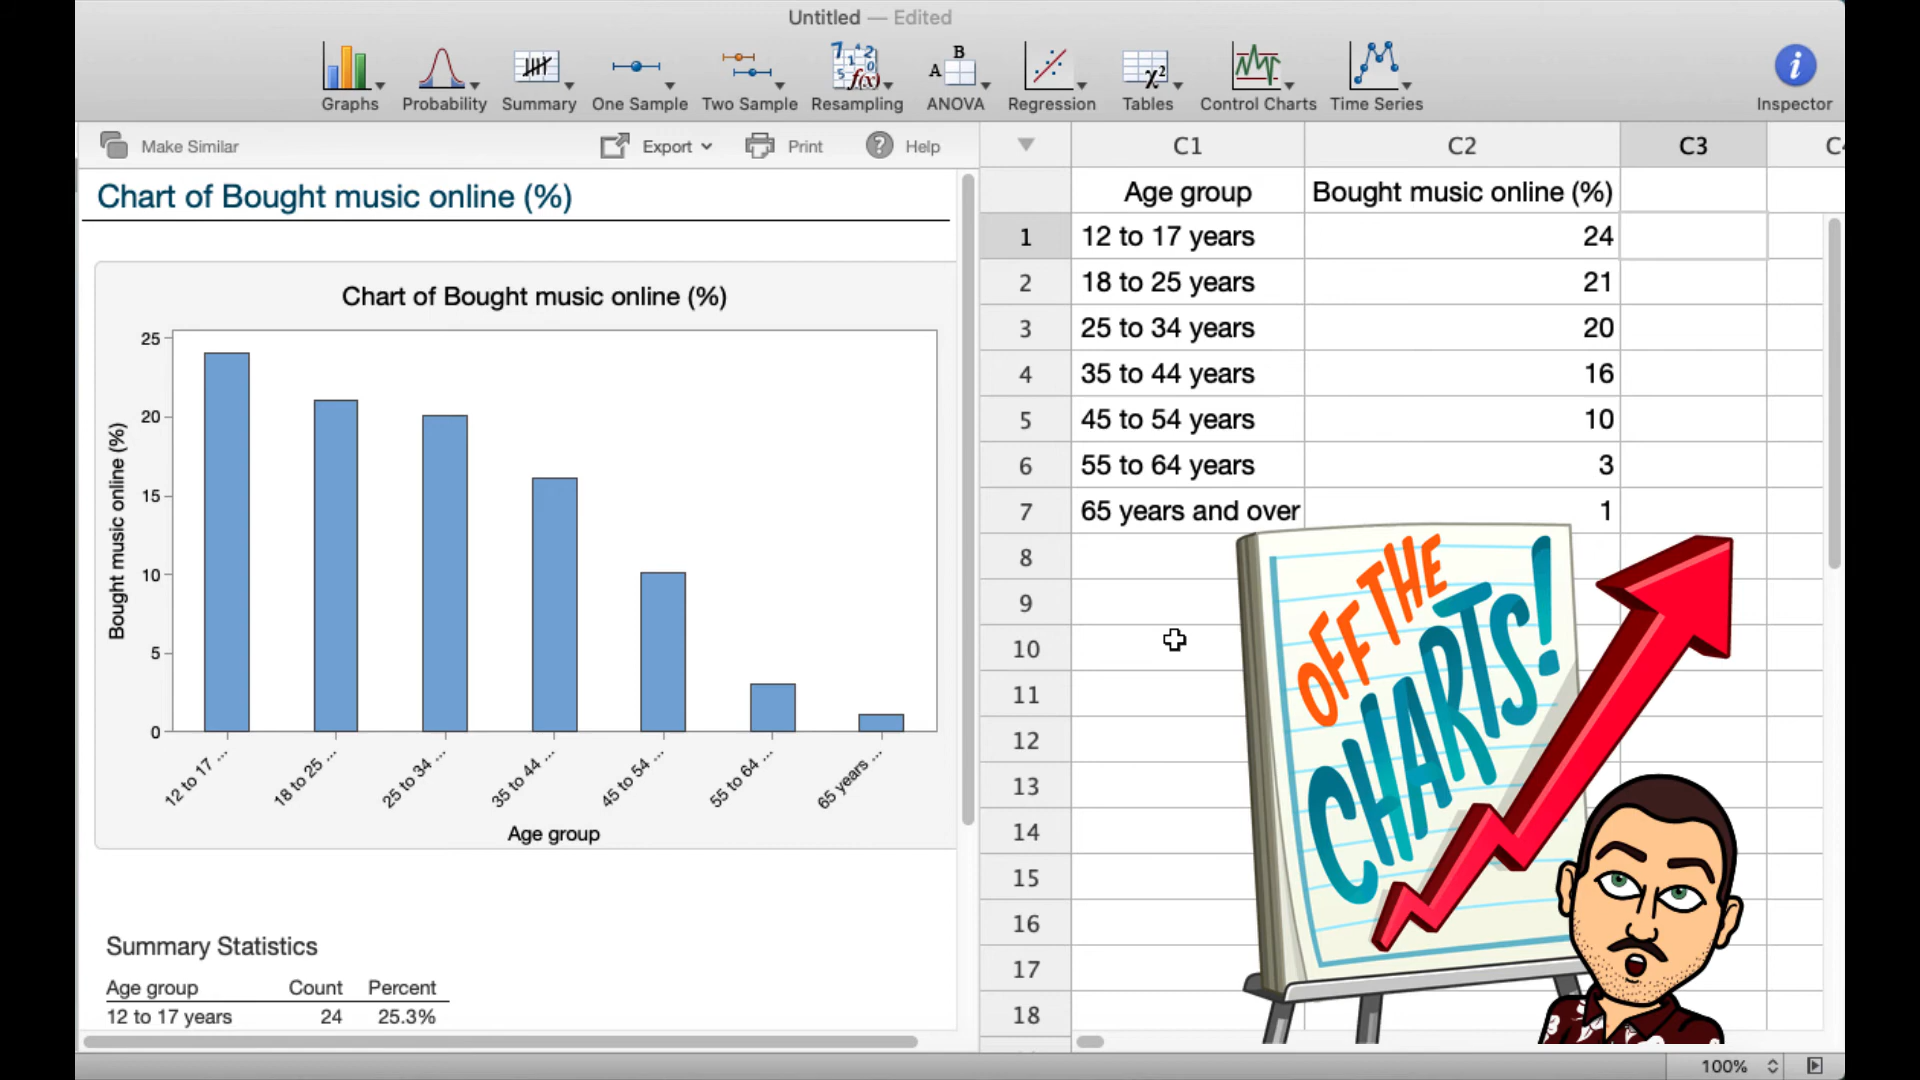 Untitled — Edited
Graphs Probability Summary One Sample Two Sample Resampling ANOVA Regression Tables Control Charts Time Series Inspector
Make Similar Export Print Help
Chart of Bought music online (%)
Chart of Bought music online (%)
Bought music online (%)
25
20
15
10
5
0
12 to 17 ... 18 to 25 ... 25 to 34 ... 35 to 44 ... 45 to 54 ... 55 to 64 ... 65 years ...
Age group
Summary Statistics
Age group Count Percent
12 to 17 years 24 25.3%
C1 C2 C3
Age group Bought music online (%)
1 12 to 17 years 24
2 18 to 25 years 21
3 25 to 34 years 20
4 35 to 44 years 16
5 45 to 54 years 10
6 55 to 64 years 3
7 65 years and over 1
8
9
10
11
12
13
14
15
16
17
18
OFF THE
CHARTS!
100%